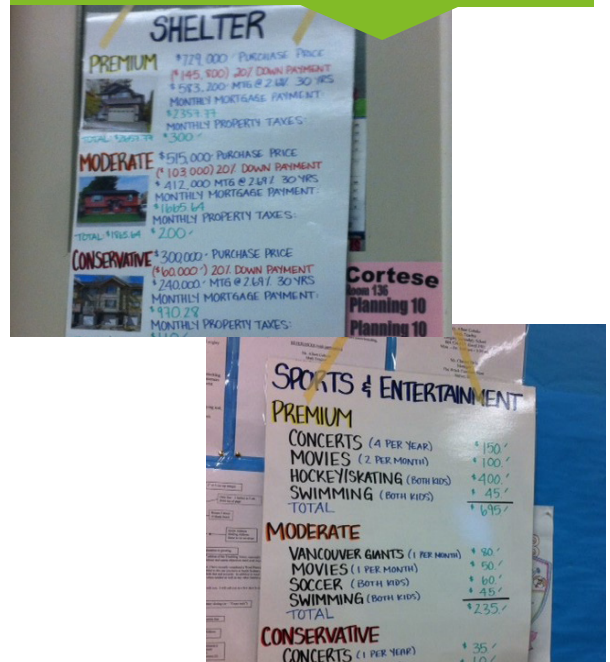 SHELTER
PREMIUM
$729,000 - PURCHASE PRICE
($145,800) 20% DOWN PAYMENT
$583,200 - MTG @ 2.69% 30 YRS
MONTHLY MORTGAGE PAYMENT:
$2357.77
MONTHLY PROPERTY TAXES:
TOTAL: $2657.77 $300
MODERATE $515,000 - PURCHASE PRICE
($103 000) 20% DOWN PAYMENT
$412,000 MTG @ 2.69% 30 YRS
MONTHLY MORTGAGE PAYMENT:
$1665.64
MONTHLY PROPERTY TAXES:
TOTAL: $1865.64 $200
CONSERVATIVE $300,000 - PURCHASE PRICE
($60,000) 20% DOWN PAYMENT
$240,000 - MTG @ 2.69% 30 YRS
MONTHLY MORTGAGE PAYMENT:
$970.28
MONTHLY PROPERTY TAXES:
Cortese
Room 136
Planning 10
Planning 10
SPORTS & ENTERTAINMENT
PREMIUM
CONCERTS (4 PER YEAR) $150
MOVIES (2 PER MONTH) $100
HOCKEY/SKATING (BOTH KIDS) $400
SWIMMING (BOTH KIDS) $45
TOTAL $695
MODERATE
VANCOUVER GIANTS (1 PER MONTH) $80
MOVIES (1 PER MONTH) $50
SOCCER (BOTH KIDS) $60
SWIMMING (BOTH KIDS) $45
TOTAL $235
CONSERVATIVE
CONCERTS (1 PER YEAR) $35